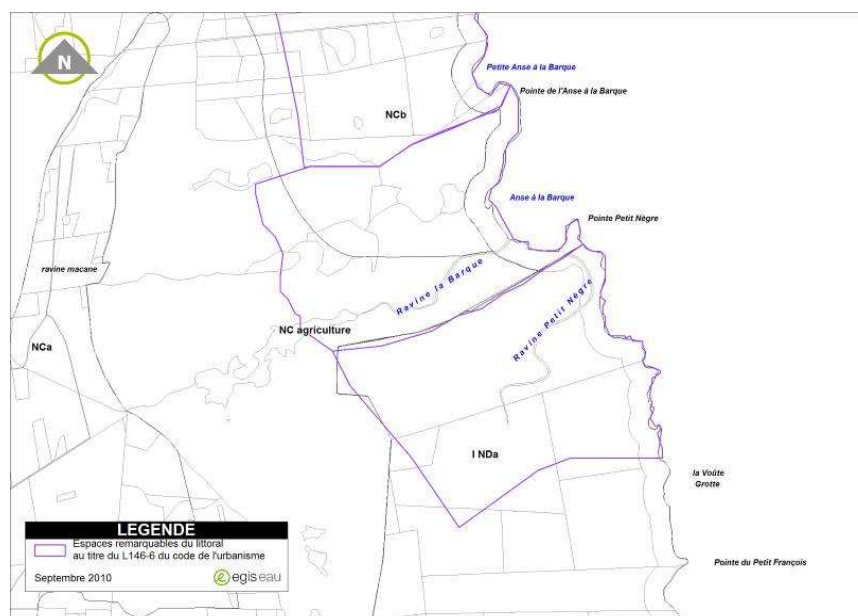 N
Petite Anse à la Barque
Pointe de l'Anse à la Barque
NCb
Anse à la Barque
Pointe Petit Nègre
ravine macane
Ravine la Barque
Ravine Petit Nègre
NC agriculture
NCa
I NDa
la Voûte
Grotte
Pointe du Petit François
LEGENDE
Espaces remarquables du littoral
au titre du L146-6 du code de l'urbanisme
Septembre 2010
egis eau